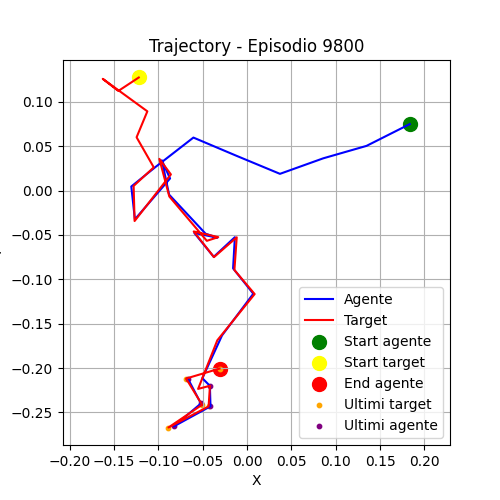 Trajectory - Episodio 9800
0.10
0.05
0.00
−0.05
−0.10
−0.15
−0.20
−0.25
Agente
Target
Start agente
Start target
End agente
Ultimi target
Ultimi agente
−0.20 −0.15 −0.10 −0.05 0.00 0.05 0.10 0.15 0.20
X